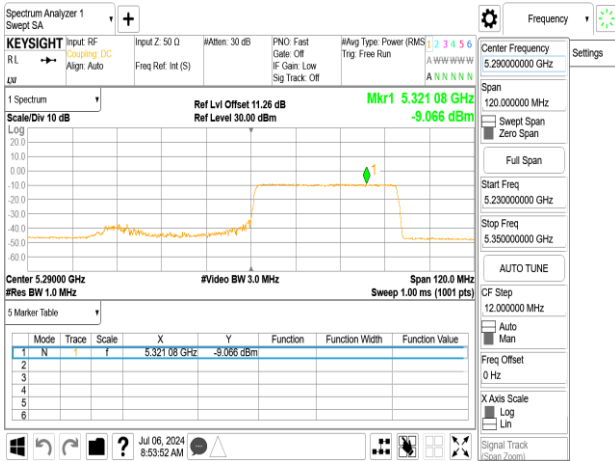 Spectrum Analyzer 1
Swept SA
Frequency
KEYSIGHT
RL
Input: RF
Coupling: DC
Align: Auto
Input Z: 50 Ω
Freq Ref: Int (S)
#Atten: 30 dB
PNO: Fast
Gate: Off
IF Gain: Low
Sig Track: Off
#Avg Type: Power (RMS
Trig: Free Run
1 2 3 4 5 6
A W W W W W
A N N N N N
Settings
1 Spectrum
Scale/Div 10 dB
Ref Lvl Offset 11.26 dB
Ref Level 30.00 dBm
Mkr1 5.321 08 GHz
-9.066 dBm
Log
20.0
10.0
0.00
-10.0
-20.0
-30.0
-40.0
-50.0
-60.0
1
Center 5.29000 GHz
#Res BW 1.0 MHz
#Video BW 3.0 MHz
Span 120.0 MHz
Sweep 1.00 ms (1001 pts)
5 Marker Table
Mode Trace Scale X Y Function Function Width Function Value
1 N 1 f 5.321 08 GHz -9.066 dBm
2
3
4
5
6
Jul 06, 2024
8:53:52 AM
Center Frequency
5.290000000 GHz
Span
120.000000 MHz
Swept Span
Zero Span
Full Span
Start Freq
5.230000000 GHz
Stop Freq
5.350000000 GHz
AUTO TUNE
CF Step
12.000000 MHz
Auto
Man
Freq Offset
0 Hz
X Axis Scale
Log
Lin
Signal Track
(Span Zoom)